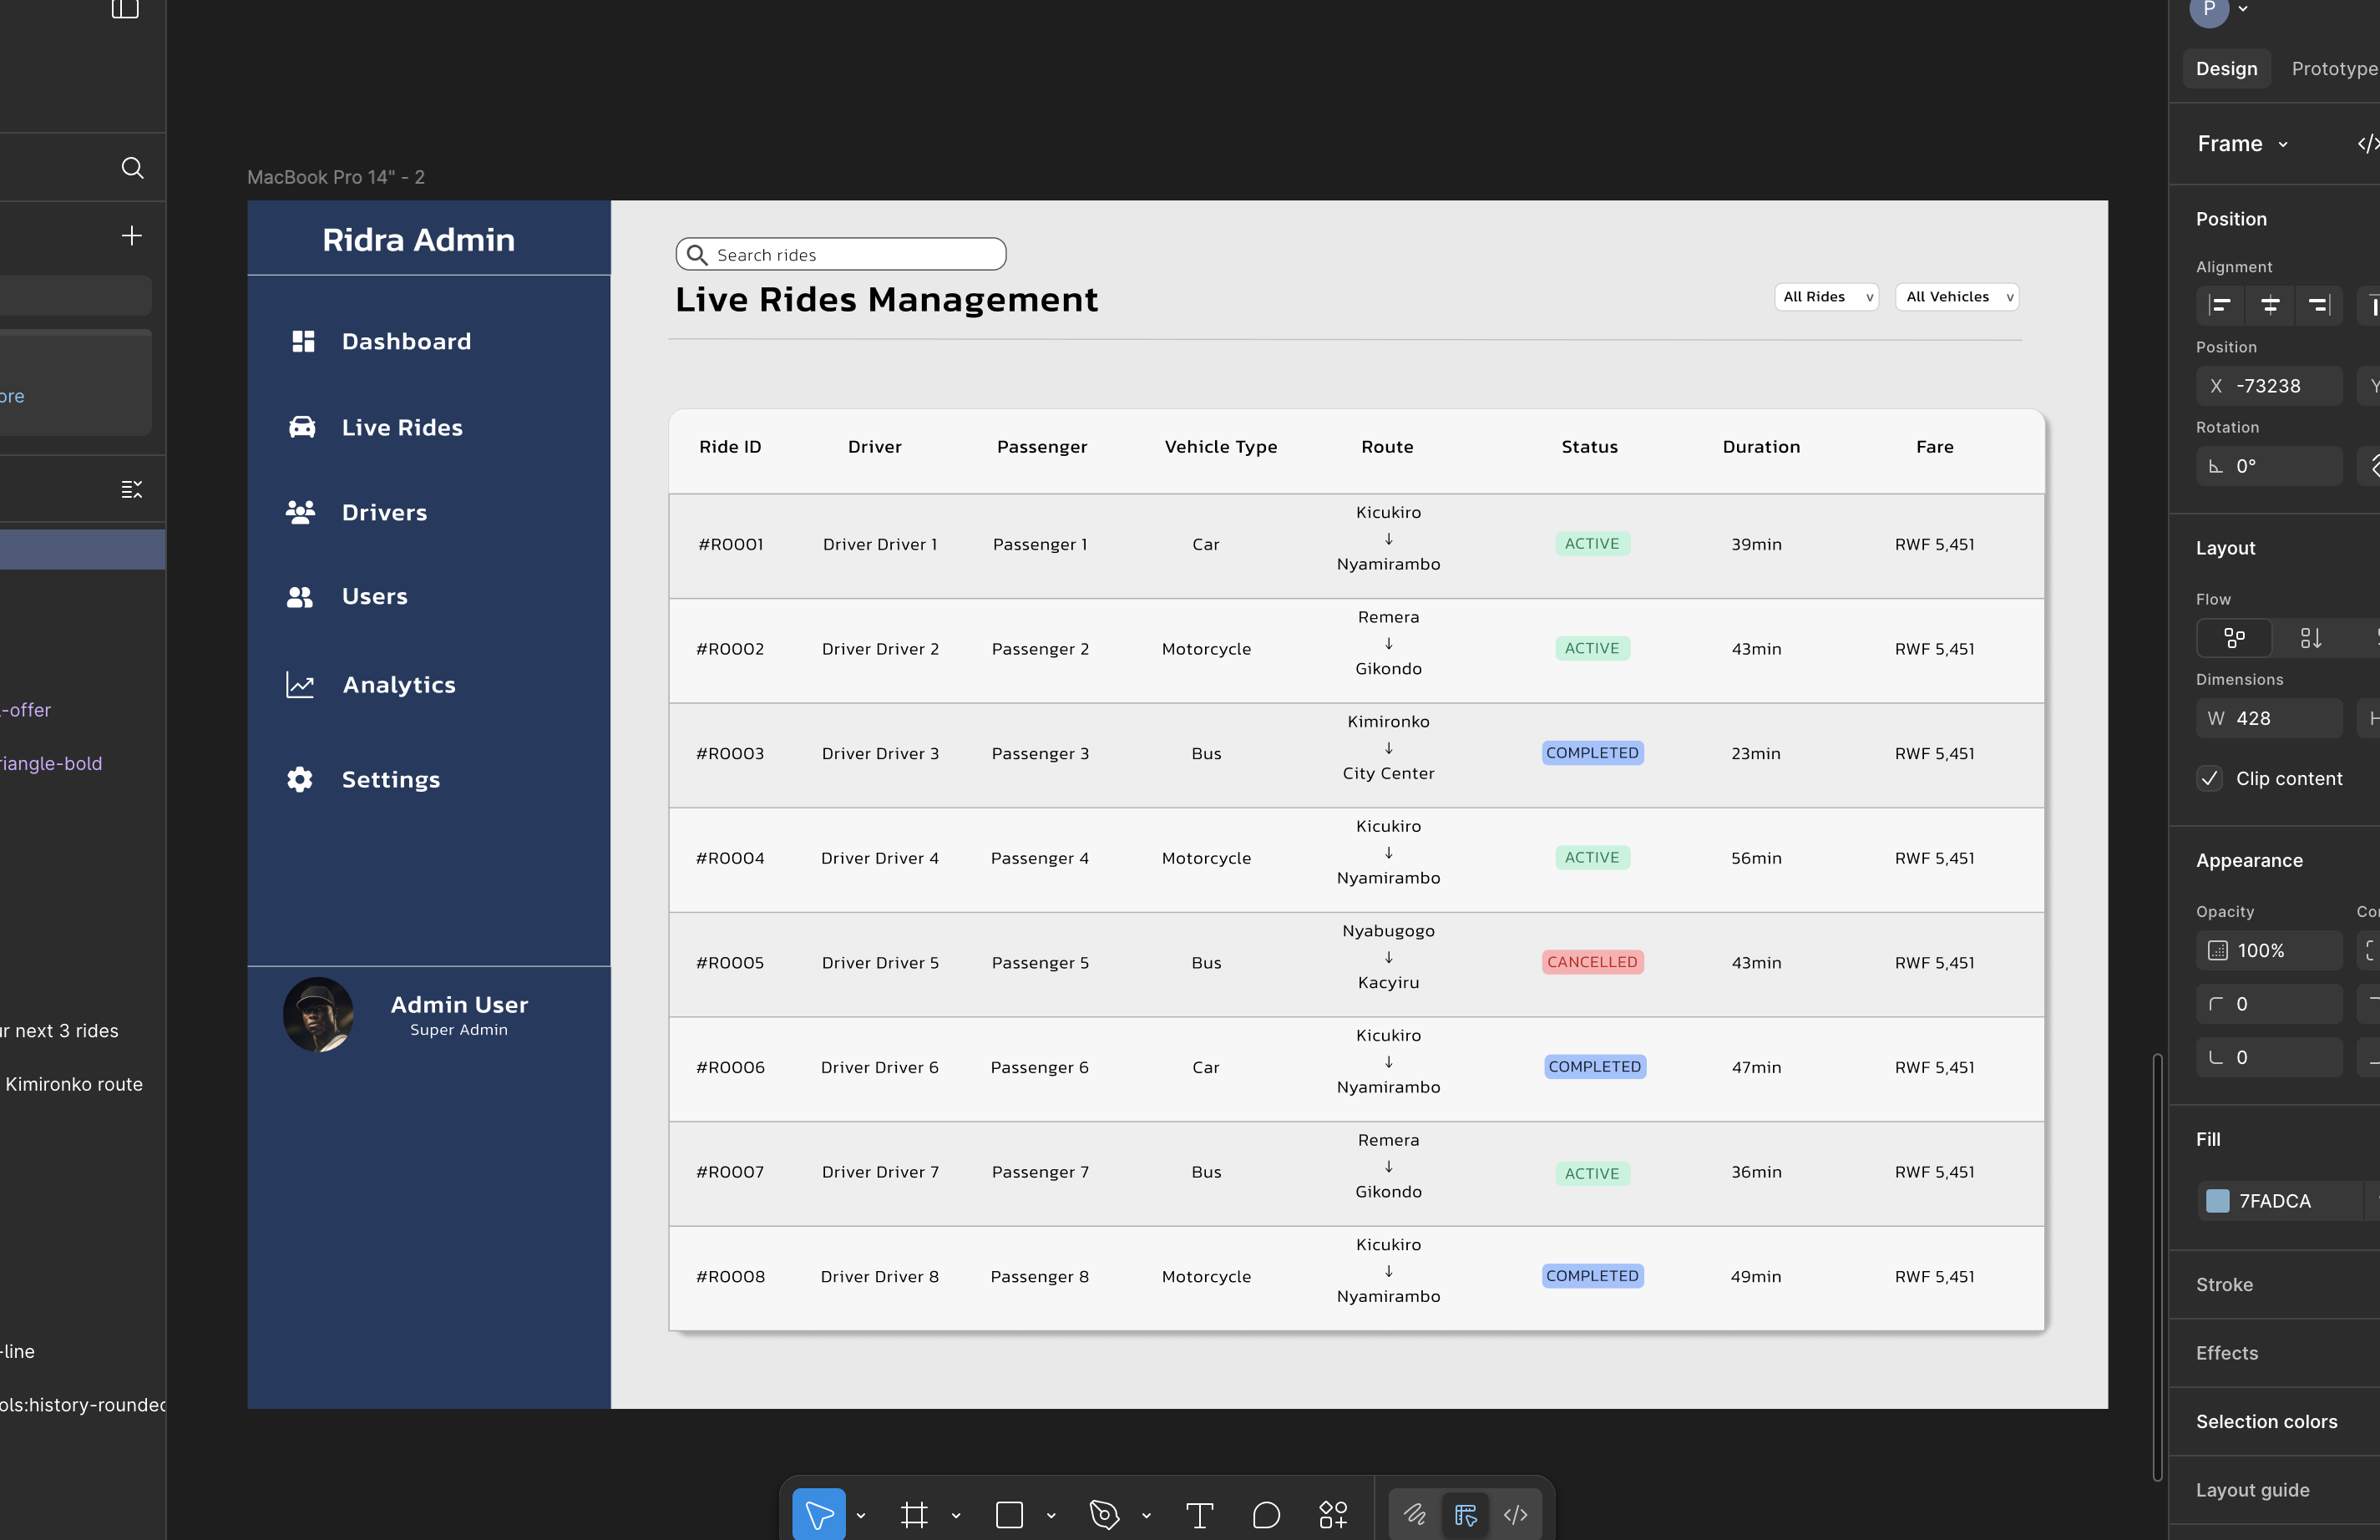 P
Design Prototype
Frame
MacBook Pro 14" - 2
Position
Alignment
Position
X -73238 Y
Rotation
0°
Layout
Flow
Dimensions
W 428 H
Clip content
Appearance
Opacity
100%
0
0
Fill
7FADCA
Stroke
Effects
Selection colors
Layout guide
ore
-offer
riangle-bold
ur next 3 rides
Kimironko route
-line
ols:history-rounded
Ridra Admin
Dashboard
Live Rides
Drivers
Users
Analytics
Settings
Admin User
Super Admin
Search rides
Live Rides Management
All Rides v All Vehicles v
Ride ID Driver Passenger Vehicle Type Route Status Duration Fare
Kicukiro
↓
Nyamirambo
#R0001 Driver Driver 1 Passenger 1 Car ACTIVE 39min RWF 5,451
Remera
↓
Gikondo
#R0002 Driver Driver 2 Passenger 2 Motorcycle ACTIVE 43min RWF 5,451
Kimironko
↓
City Center
#R0003 Driver Driver 3 Passenger 3 Bus COMPLETED 23min RWF 5,451
Kicukiro
↓
Nyamirambo
#R0004 Driver Driver 4 Passenger 4 Motorcycle ACTIVE 56min RWF 5,451
Nyabugogo
↓
Kacyiru
#R0005 Driver Driver 5 Passenger 5 Bus CANCELLED 43min RWF 5,451
Kicukiro
↓
Nyamirambo
#R0006 Driver Driver 6 Passenger 6 Car COMPLETED 47min RWF 5,451
Remera
↓
Gikondo
#R0007 Driver Driver 7 Passenger 7 Bus ACTIVE 36min RWF 5,451
Kicukiro
↓
Nyamirambo
#R0008 Driver Driver 8 Passenger 8 Motorcycle COMPLETED 49min RWF 5,451